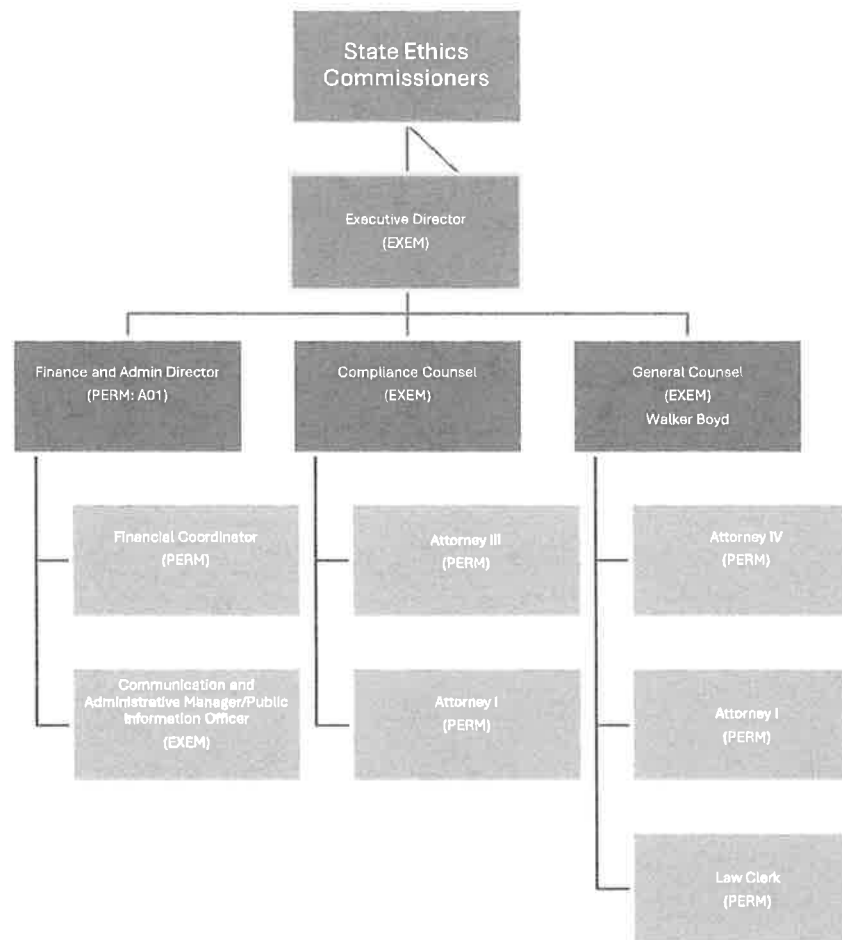 State Ethics
Commissioners
Executive Director
(EXEM)
Finance and Admin Director
(PERM: A01)
Compliance Counsel
(EXEM)
General Counsel
(EXEM)
Walker Boyd
Financial Coordinator
(PERM)
Attorney III
(PERM)
Attorney IV
(PERM)
Communication and
Administrative Manager/Public
Information Officer
(EXEM)
Attorney I
(PERM)
Attorney I
(PERM)
Law Clerk
(PERM)